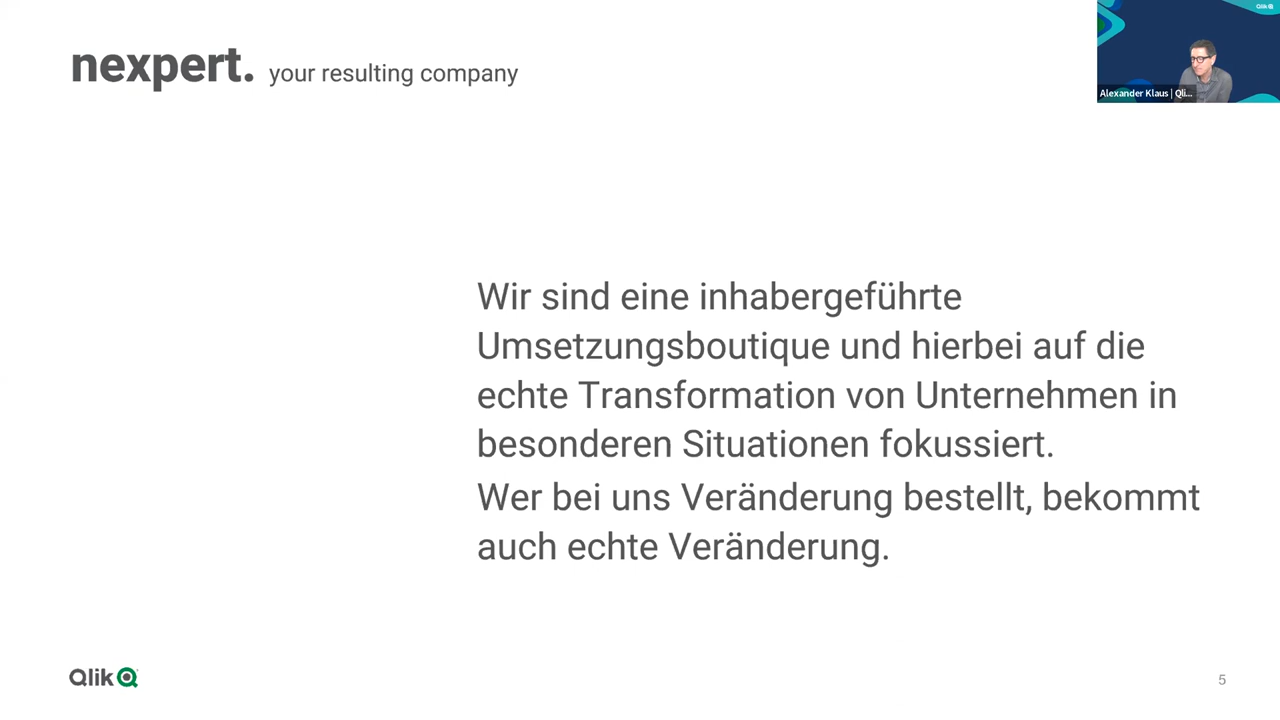 nexpert. your resulting company
Qlik
Alexander Klaus | Qli...
Wir sind eine inhabergeführte
Umsetzungsboutique und hierbei auf die
echte Transformation von Unternehmen in
besonderen Situationen fokussiert.
Wer bei uns Veränderung bestellt, bekommt
auch echte Veränderung.
Qlik
5